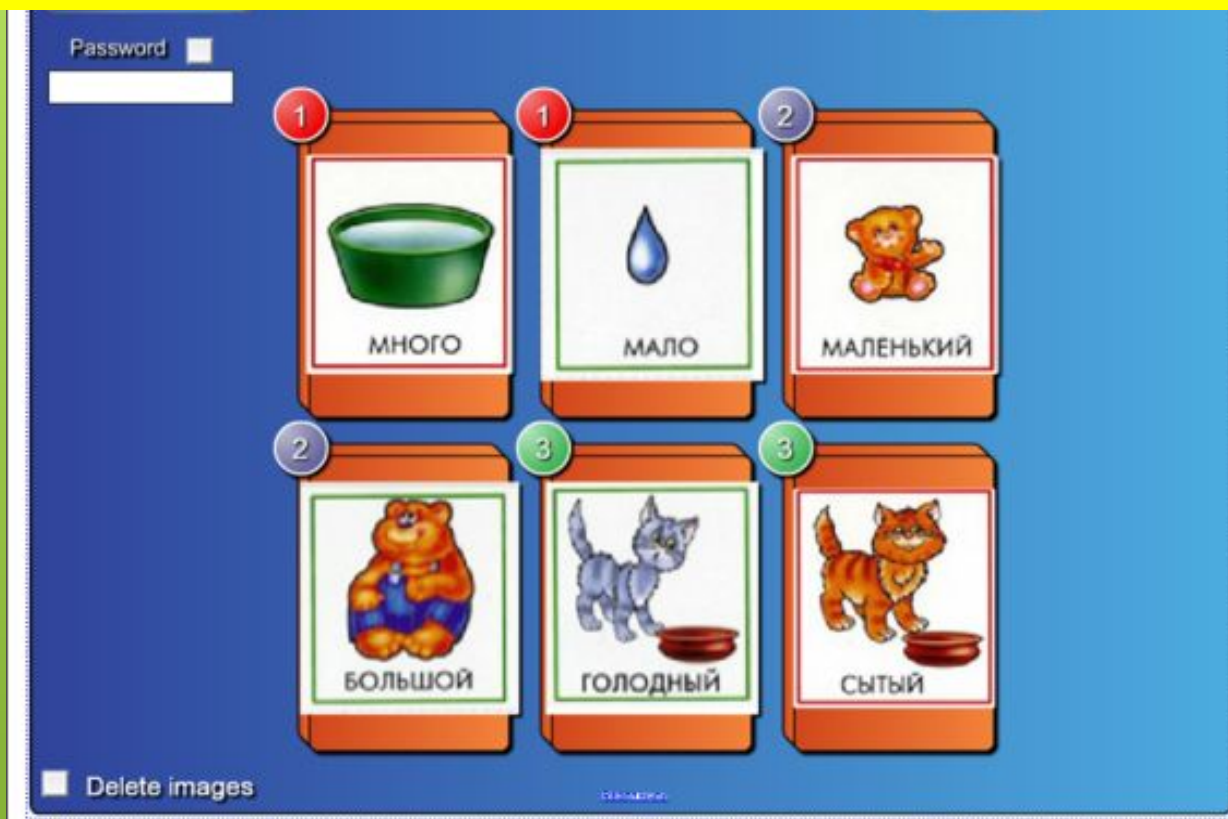 Password
1
1
2
МНОГО
МАЛО
МАЛЕНЬКИЙ
2
3
3
БОЛЬШОЙ
ГОЛОДНЫЙ
СЫТЫЙ
Delete images